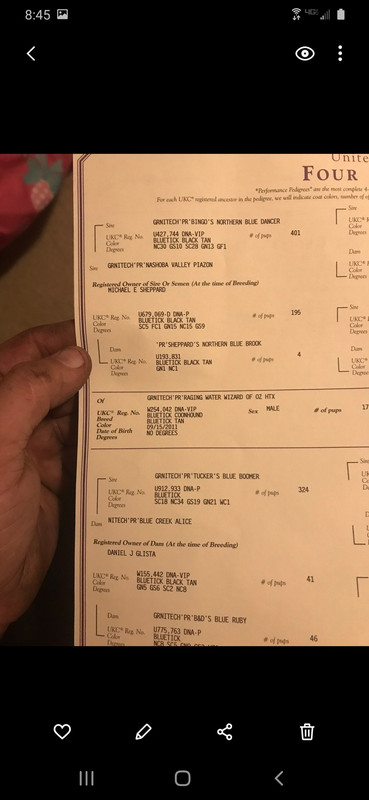 8:45
Unite
FOUR
*Performance Pedigrees* are the most complete 4
For each UKC® registered ancestor in the pedigree, we will indicate coat colors, number of
Sire
GRNITECH'PR'BINGO'S NORTHERN BLUE DANCER
UKC® Reg. No. U427,744 DNA-VIP # of pups 401
Color BLUETICK BLACK TAN
Degrees NC30 GS10 SC28 GN13 GF1
Sire GRNITECH'PR'NASHOBA VALLEY PIAZON
Registered Owner of Sire Or Semen (At the time of Breeding)
MICHAEL E SHEPPARD
UKC® Reg. No. U679,069-D DNA-P # of pups 195
Color BLUETICK BLACK TAN
Degrees SC5 FC1 GN15 NC15 GS9
Dam 'PR'SHEPPARD'S NORTHERN BLUE BROOK
UKC® Reg. No. U193,831 # of pups 4
Color BLUETICK BLACK TAN
Degrees GN1 NC1
Of GRNITECH'PR'RAGING WATER WIZARD OF OZ HTX
UKC® Reg. No. W254,042 DNA-VIP Sex MALE # of pups 17
Breed BLUETICK COONHOUND
Color BLUETICK TAN
Date of Birth 09/15/2011
Degrees NO DEGREES
Sire GRNITECH'PR'TUCKER'S BLUE BOOMER
UKC® Reg. No. U912,933 DNA-P # of pups 324
Color BLUETICK
Degrees SC18 NC34 GS19 GN21 WC1
Dam NITECH'PR'BLUE CREEK ALICE
Registered Owner of Dam (At the time of Breeding)
DANIEL J GLISTA
UKC® Reg. No. W155,442 DNA-VIP # of pups 41
Color BLUETICK BLACK TAN
Degrees GN5 GS6 SC2 NC8
Dam GRNITECH'PR'B&D'S BLUE RUBY
UKC® Reg. No. U775,763 DNA-P # of pups 46
Color BLUETICK
Degrees NC8 SC5
Sire
UKC®
Color
Degrees
Dam